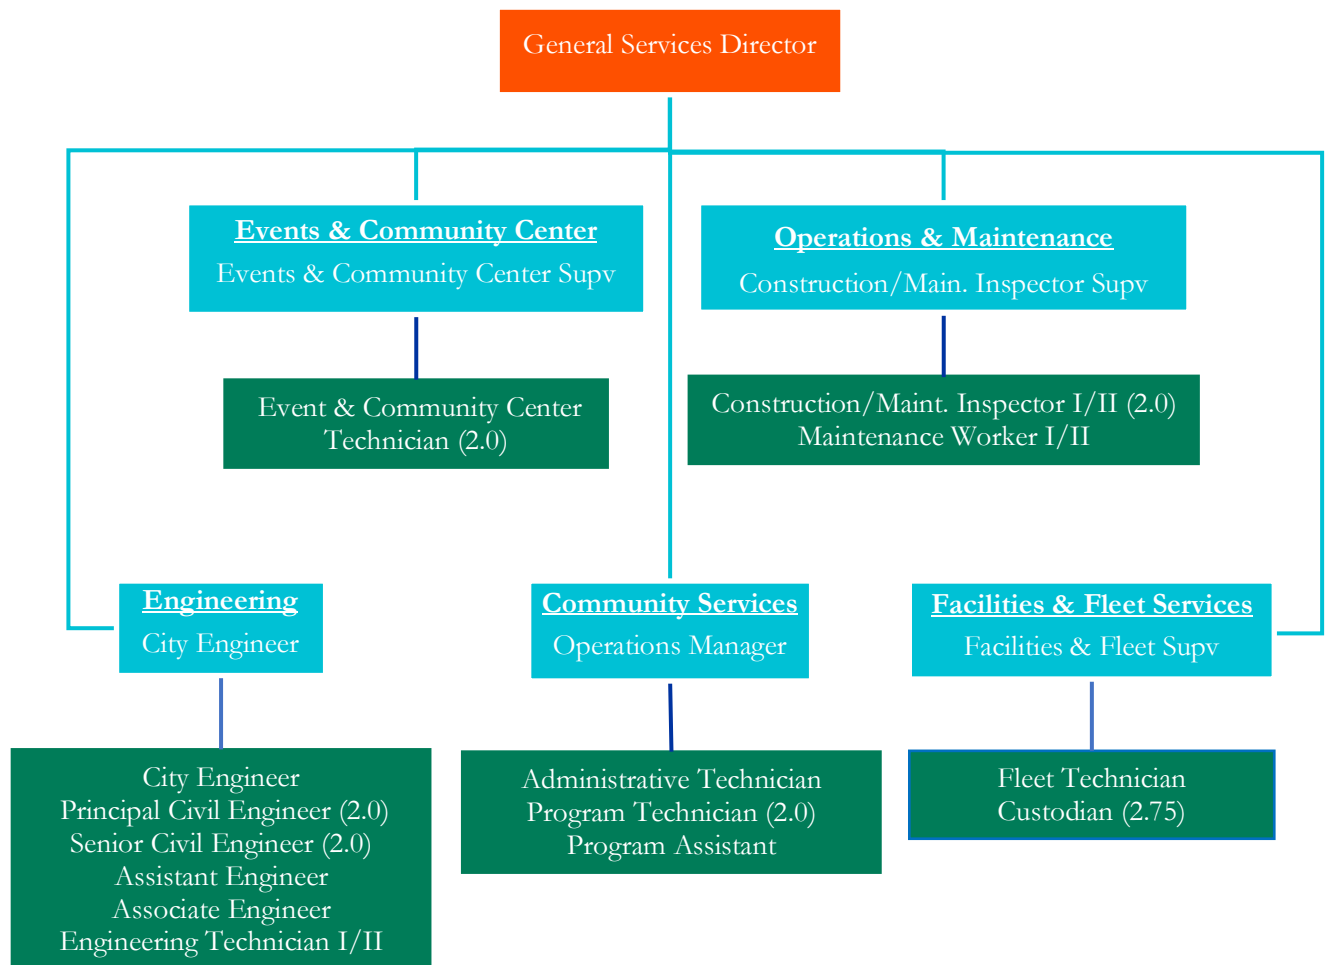 General Services Director
Events & Community Center
Events & Community Center Supv
Operations & Maintenance
Construction/Main. Inspector Supv
Event & Community Center
Technician (2.0)
Construction/Maint. Inspector I/II (2.0)
Maintenance Worker I/II
Engineering
City Engineer
Community Services
Operations Manager
Facilities & Fleet Services
Facilities & Fleet Supv
City Engineer
Principal Civil Engineer (2.0)
Senior Civil Engineer (2.0)
Assistant Engineer
Associate Engineer
Engineering Technician I/II
Administrative Technician
Program Technician (2.0)
Program Assistant
Fleet Technician
Custodian (2.75)